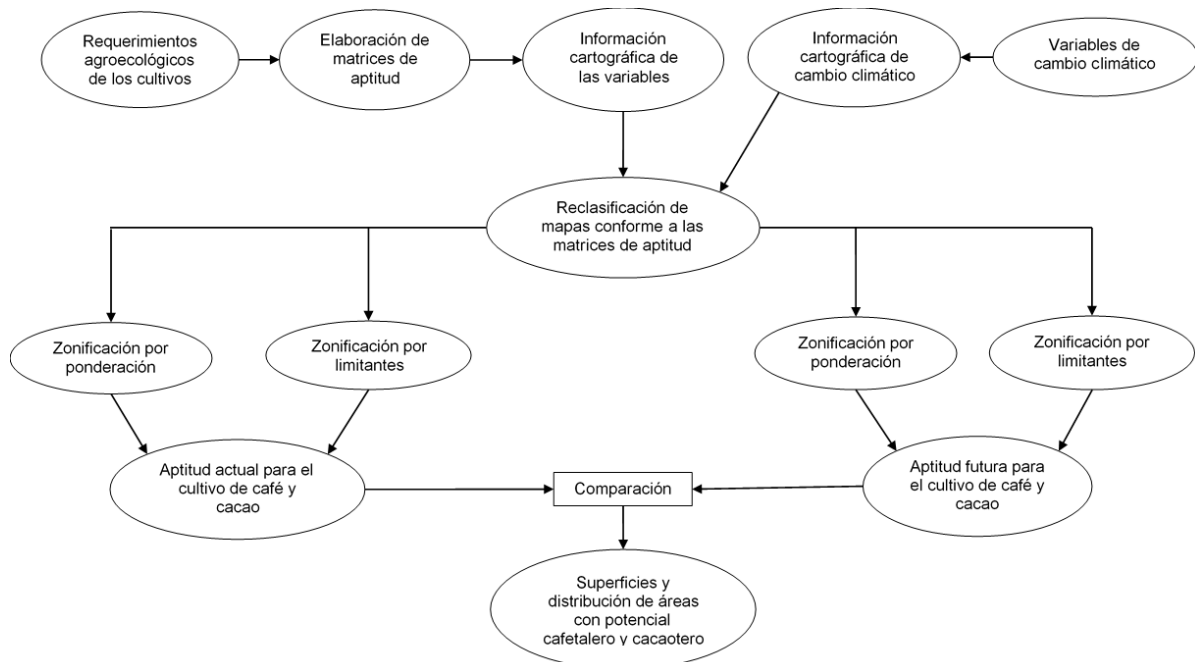 Requerimientos
agroecológicos
de los cultivos
Elaboración de
matrices de
aptitud
Información
cartográfica de
las variables
Información
cartográfica de
cambio climático
Variables de
cambio climático
Reclasificación de
mapas conforme a las
matrices de aptitud
Zonificación por
ponderación
Zonificación por
limitantes
Zonificación por
ponderación
Zonificación por
limitantes
Aptitud actual para el
cultivo de café y
cacao
Comparación
Aptitud futura para
el cultivo de café y
cacao
Superficies y
distribución de áreas
con potencial
cafetalero y cacaotero